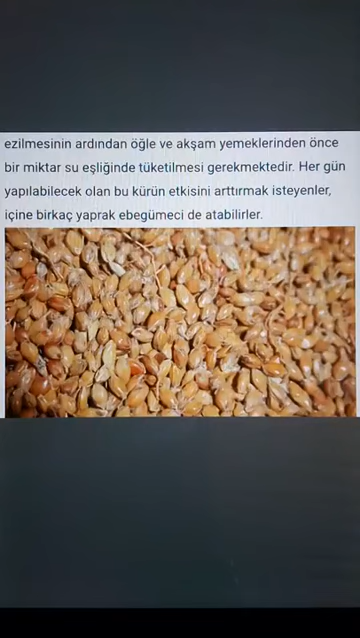 ezilmesinin ardından öğle ve akşam yemeklerinden önce
bir miktar su eşliğinde tüketilmesi gerekmektedir. Her gün
yapılabilecek olan bu kürün etkisini arttırmak isteyenler,
içine birkaç yaprak ebegümeci de atabilirler.